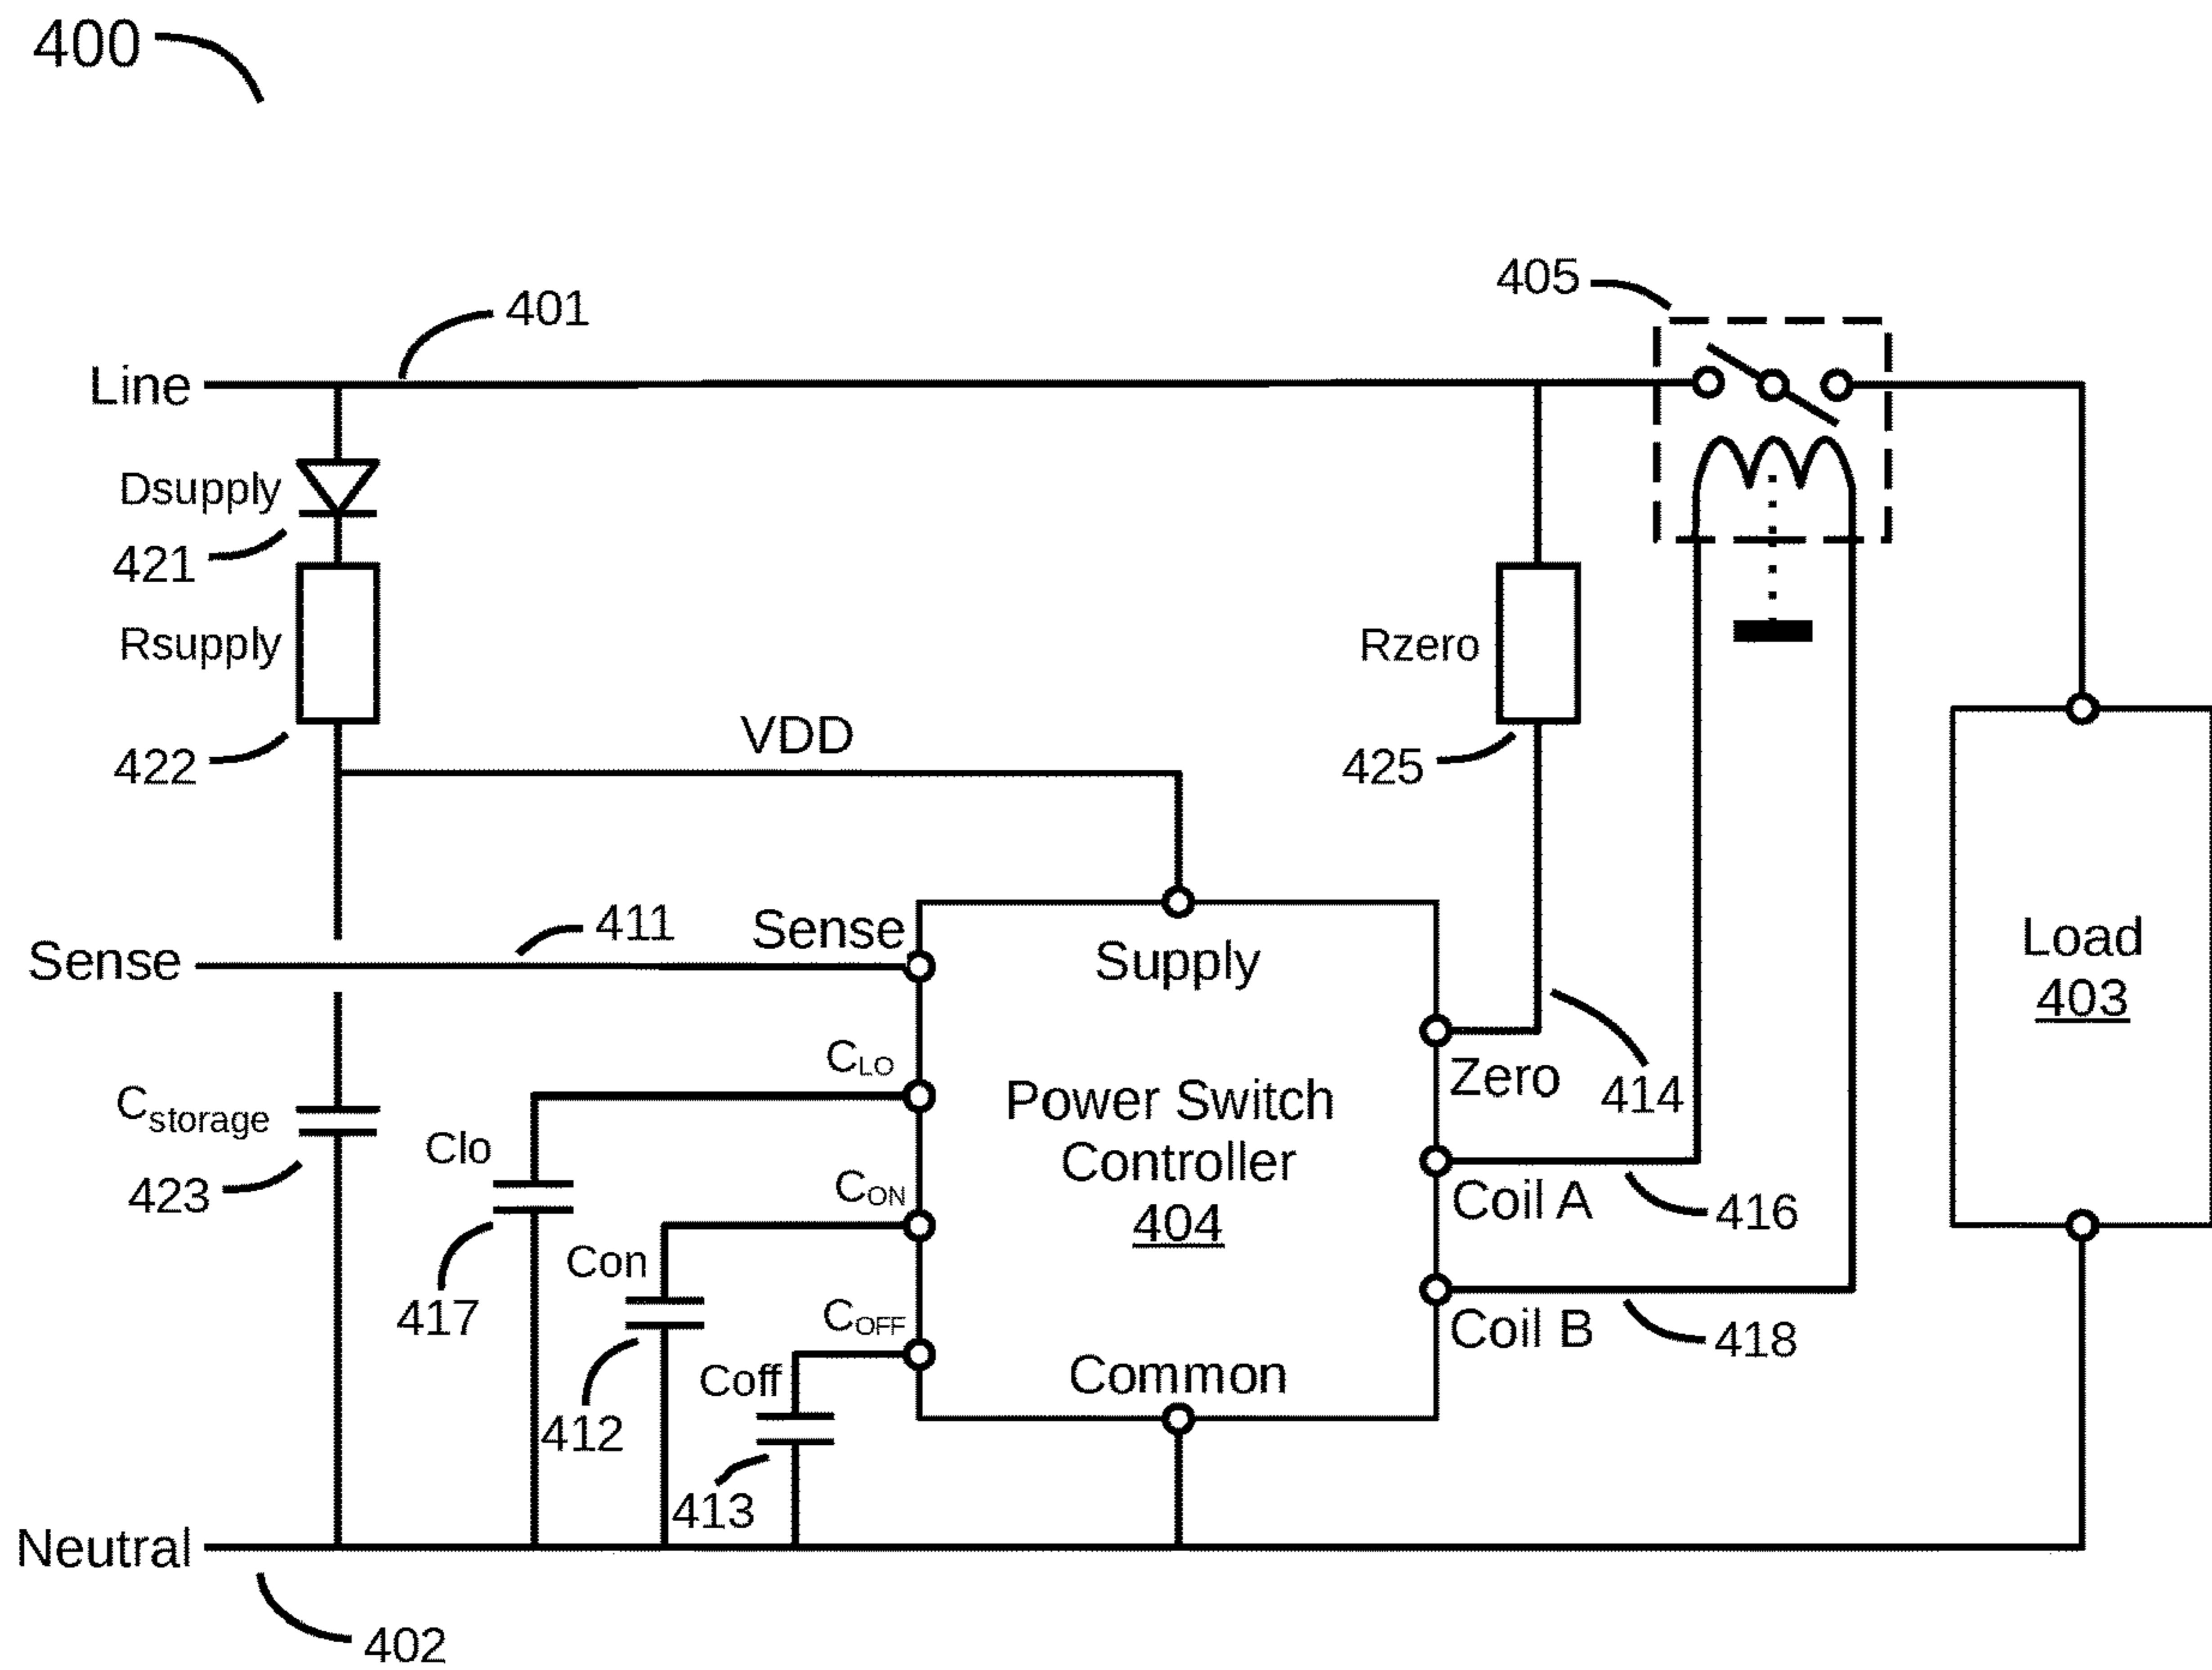 400
405
401
Line
Dsupply
421
Rsupply
Rzero
422
VDD
425
411
Sense
Sense
Supply
Load
403
Zero
414
CLO
Cstorage
Clo
Power Switch
Controller
404
423
CON
Coil A
416
Con
417
COFF
Coil B
418
Coff
Common
412
413
Neutral
402